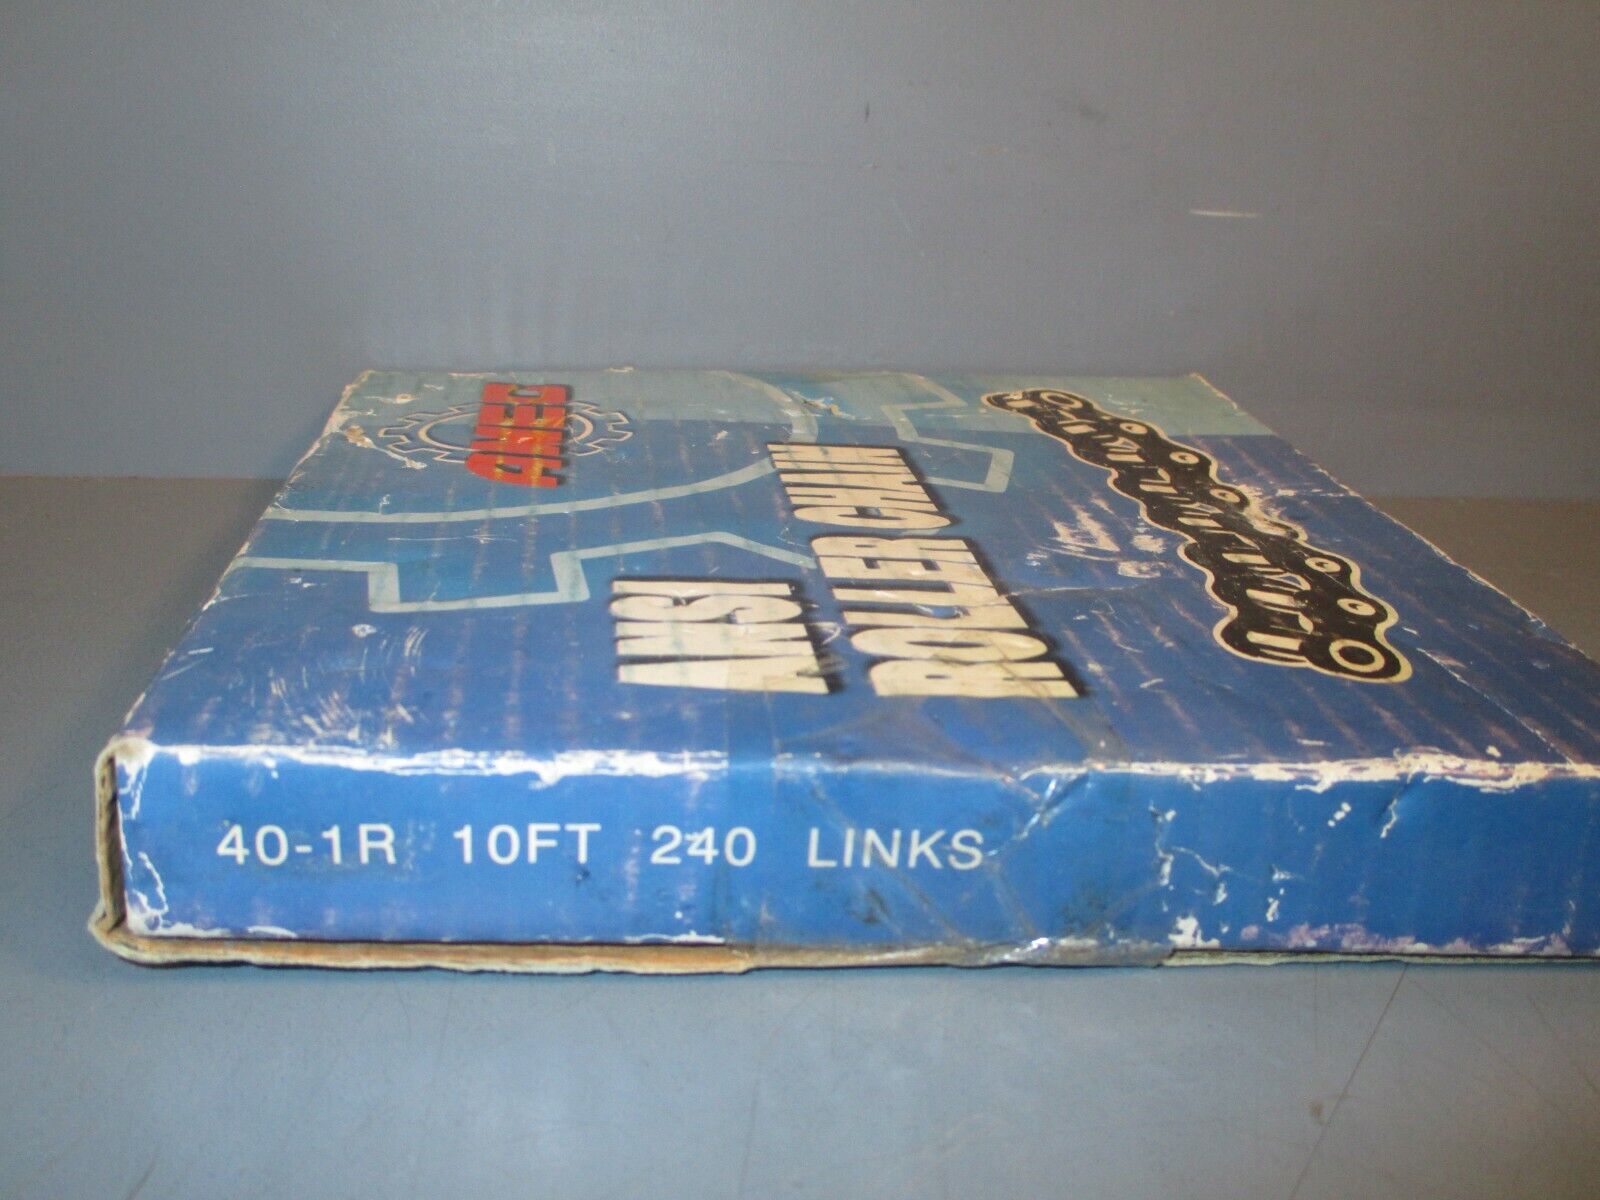 AMEC
ANSI
ROLLER CHAIN
40-1R 10FT 240 LINKS